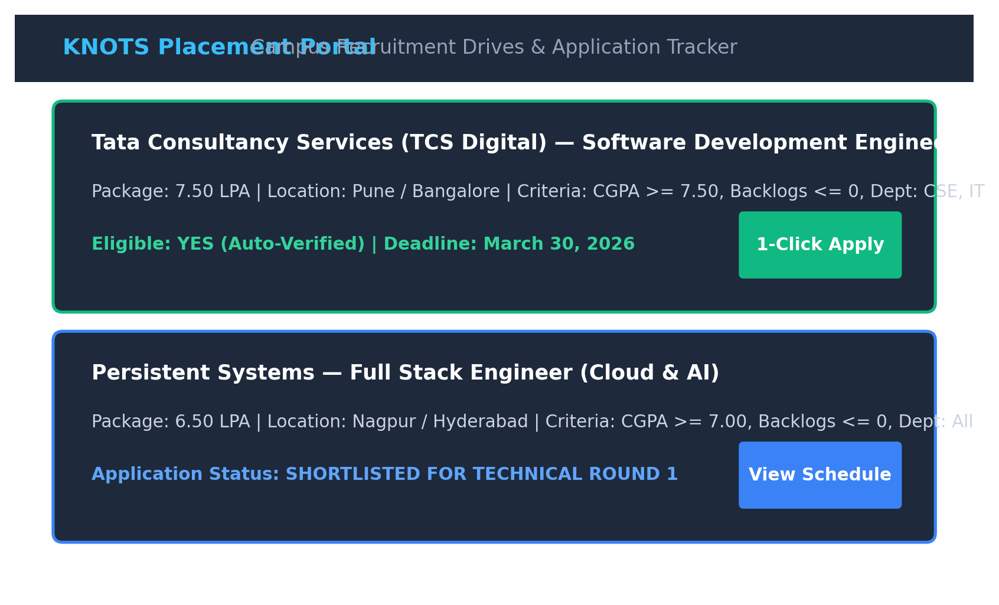 KNOTS Placement Portal Campus Recruitment Drives & Application Tracker
Tata Consultancy Services (TCS Digital) — Software Development Enginee
Package: 7.50 LPA | Location: Pune / Bangalore | Criteria: CGPA >= 7.50, Backlogs <= 0, Dept: CSE, IT
Eligible: YES (Auto-Verified) | Deadline: March 30, 2026
1-Click Apply
Persistent Systems — Full Stack Engineer (Cloud & AI)
Package: 6.50 LPA | Location: Nagpur / Hyderabad | Criteria: CGPA >= 7.00, Backlogs <= 0, Dept: All
Application Status: SHORTLISTED FOR TECHNICAL ROUND 1
View Schedule